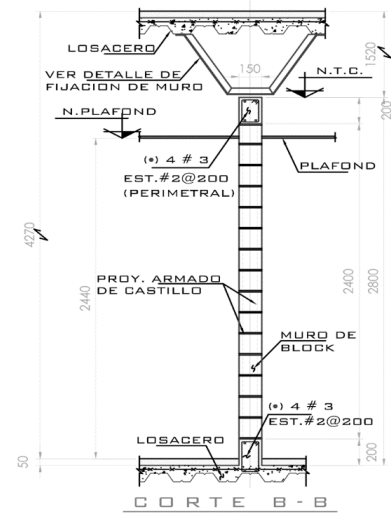 LOSACERO
VER DETALLE DE
FIJACION DE MURO
150
N.T.C.
1520
200
N.PLAFOND
(*) 4 # 3
EST.#2@200
(PERIMETRAL)
PLAFOND
4270
2440
2400
2800
PROY. ARMADO
DE CASTILLO
MURO DE
BLOCK
(*) 4 # 3
EST.#2@200
LOSACERO
50
200
CORTE B-B